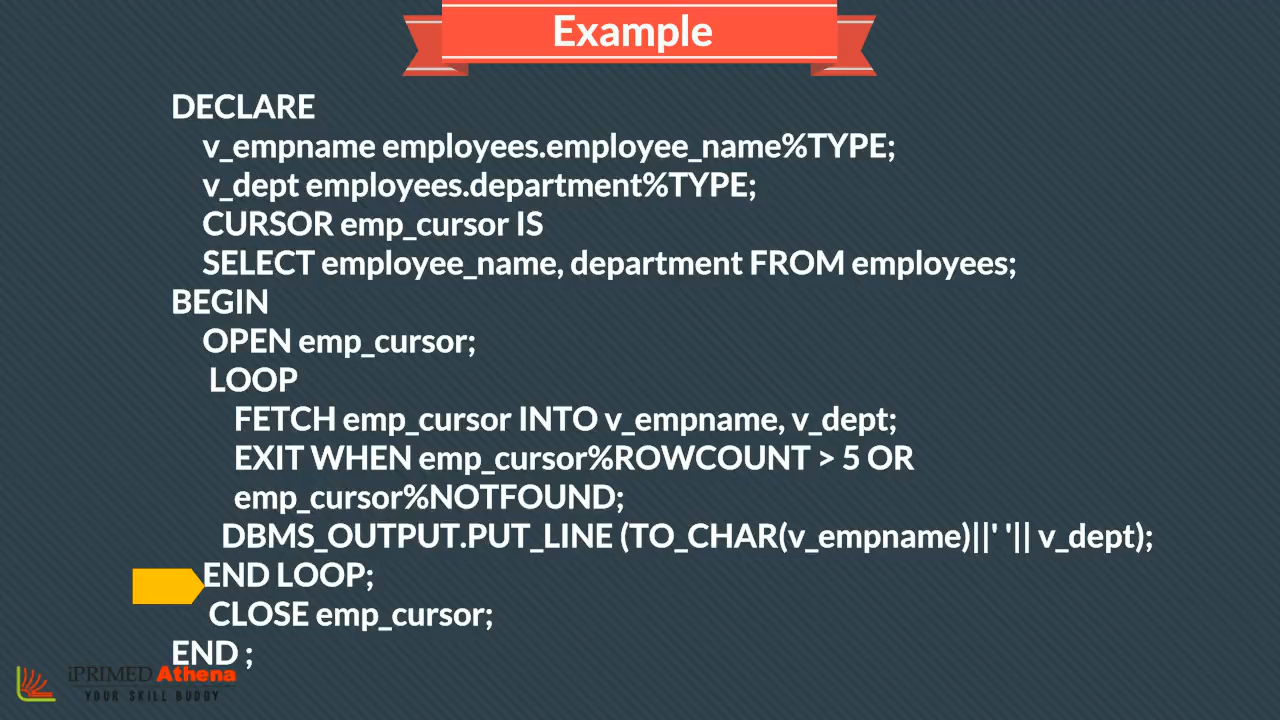 Example
DECLARE
v_empname employees.employee_name%TYPE;
v_dept employees.department%TYPE;
CURSOR emp_cursor IS
SELECT employee_name, department FROM employees;
BEGIN
OPEN emp_cursor;
LOOP
FETCH emp_cursor INTO v_empname, v_dept;
EXIT WHEN emp_cursor%ROWCOUNT > 5 OR
emp_cursor%NOTFOUND;
DBMS_OUTPUT.PUT_LINE (TO_CHAR(v_empname)||' '|| v_dept);
END LOOP;
CLOSE emp_cursor;
END ;
iPRIMED Athena
YOUR SKILL BUDDY